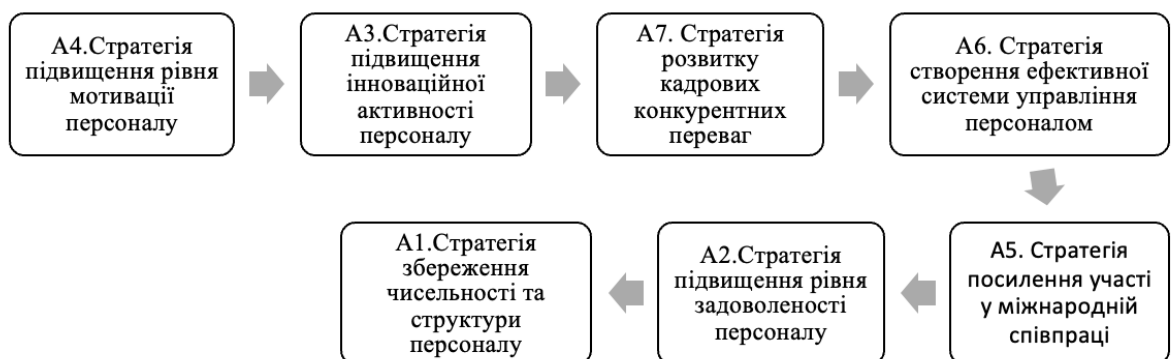 А4.Стратегія
підвищення рівня
мотивації
персоналу
А3.Стратегія
підвищення
інноваційної
активності
персоналу
А7. Стратегія
розвитку
кадрових
конкурентних
переваг
А6. Стратегія
створення ефективної
системи управління
персоналом
А5. Стратегія
посилення участі
у міжнародній
співпраці
А2.Стратегія
підвищення рівня
задоволеності
персоналу
А1.Стратегія
збереження
чисельності та
структури
персоналу